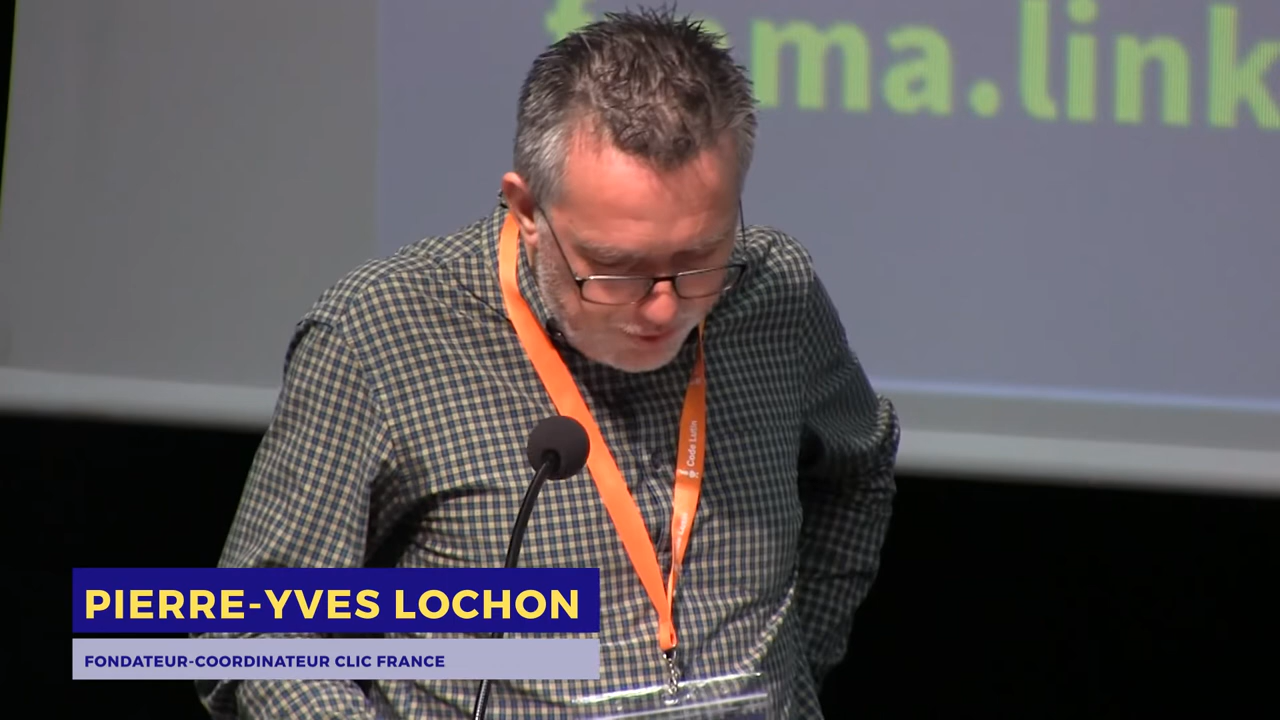 ma.link
Code Lutin
PIERRE-YVES LOCHON
FONDATEUR-COORDINATEUR CLIC FRANCE